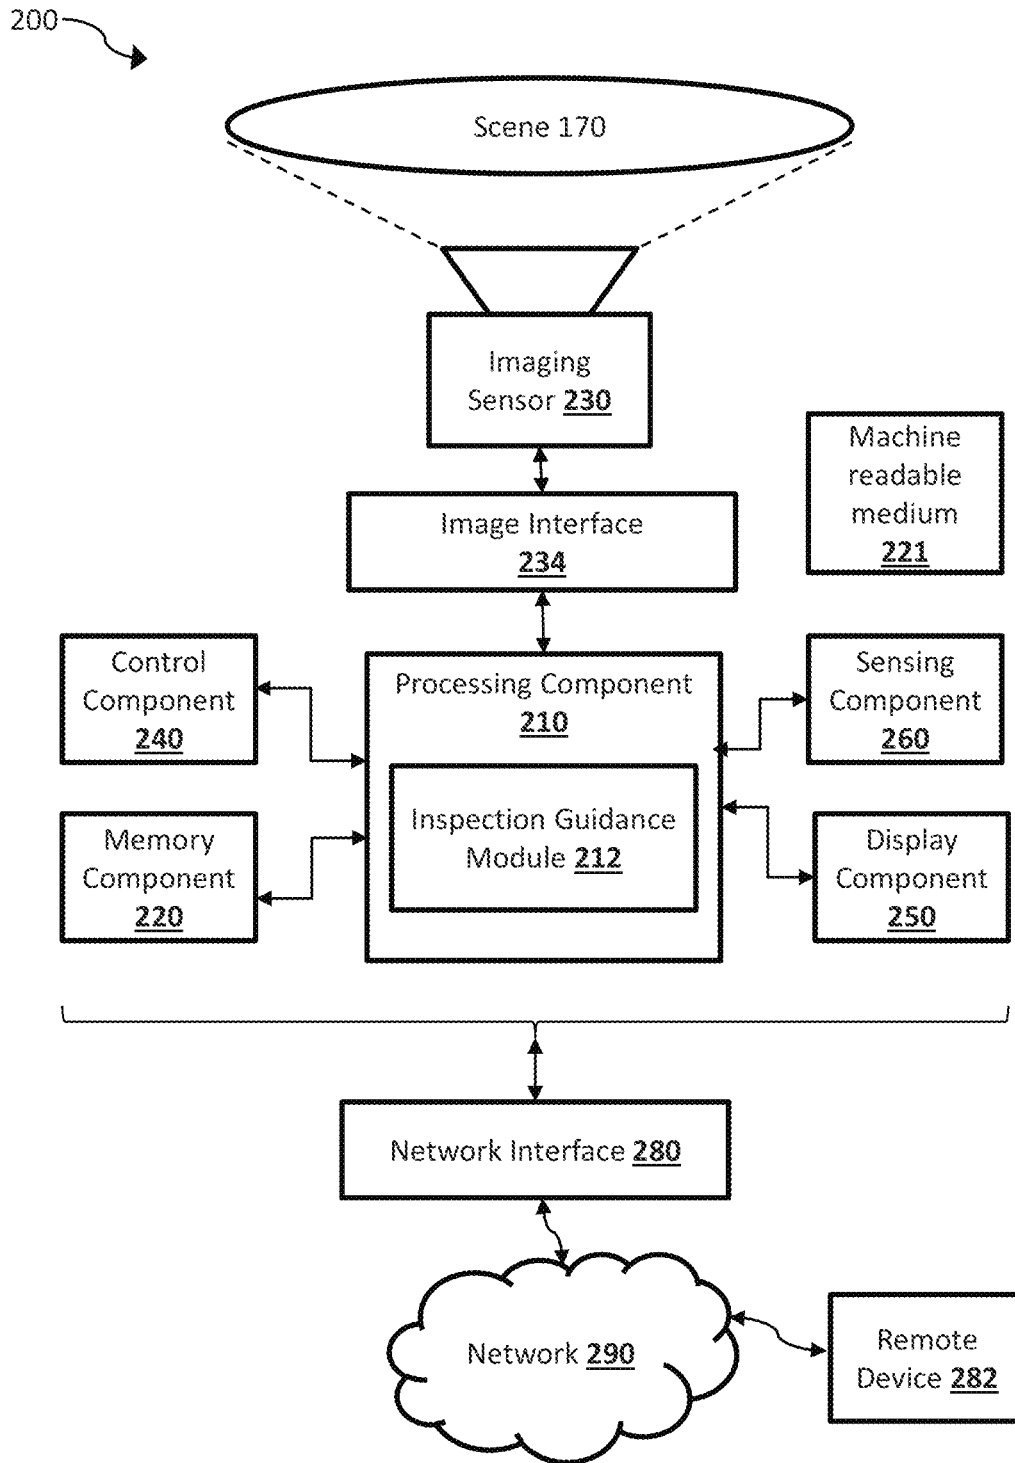 200
Scene 170
Imaging
Sensor 230
Machine
readable
medium
221
Image Interface
234
Control
Component
240
Processing Component
210
Sensing
Component
260
Inspection Guidance
Module 212
Memory
Component
220
Display
Component
250
Network Interface 280
Network 290
Remote
Device 282